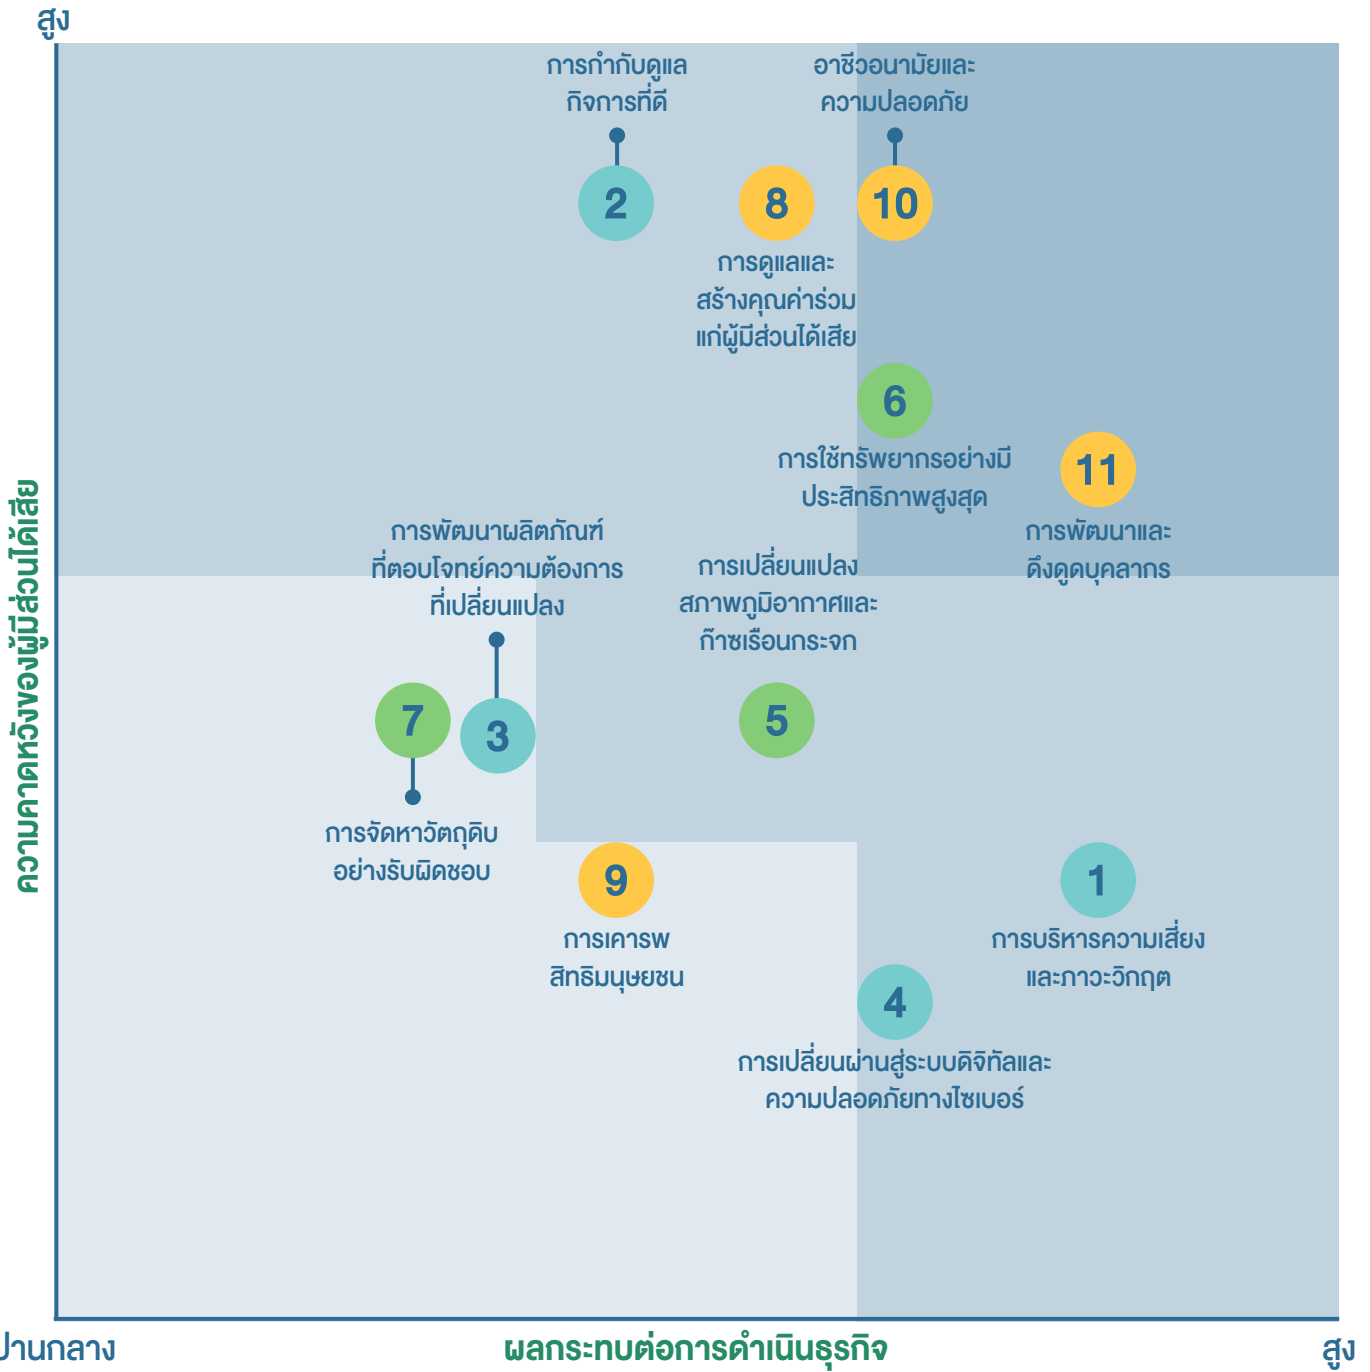 สูง
การกำกับดูแล
กิจการที่ดี
อาชีวอนามัยและ
ความปลอดภัย
2
8
10
การดูแลและ
สร้างคุณค่าร่วม
แก่ผู้มีส่วนได้เสีย
6
การใช้ทรัพยากรอย่างมี
ประสิทธิภาพสูงสุด
11
การพัฒนาและ
ดึงดูดบุคลากร
ความคาดหวังของผู้มีส่วนได้เสีย
การพัฒนาผลิตภัณฑ์
ที่ตอบโจทย์ความต้องการ
ที่เปลี่ยนแปลง
การเปลี่ยนแปลง
สภาพภูมิอากาศและ
ก๊าซเรือนกระจก
7
3
5
การจัดหาวัตถุดิบ
อย่างรับผิดชอบ
9
การเคารพ
สิทธิมนุษยชน
1
การบริหารความเสี่ยง
และภาวะวิกฤต
4
การเปลี่ยนผ่านสู่ระบบดิจิทัลและ
ความปลอดภัยทางไซเบอร์
ปานกลาง
ผลกระทบต่อการดำเนินธุรกิจ
สูง